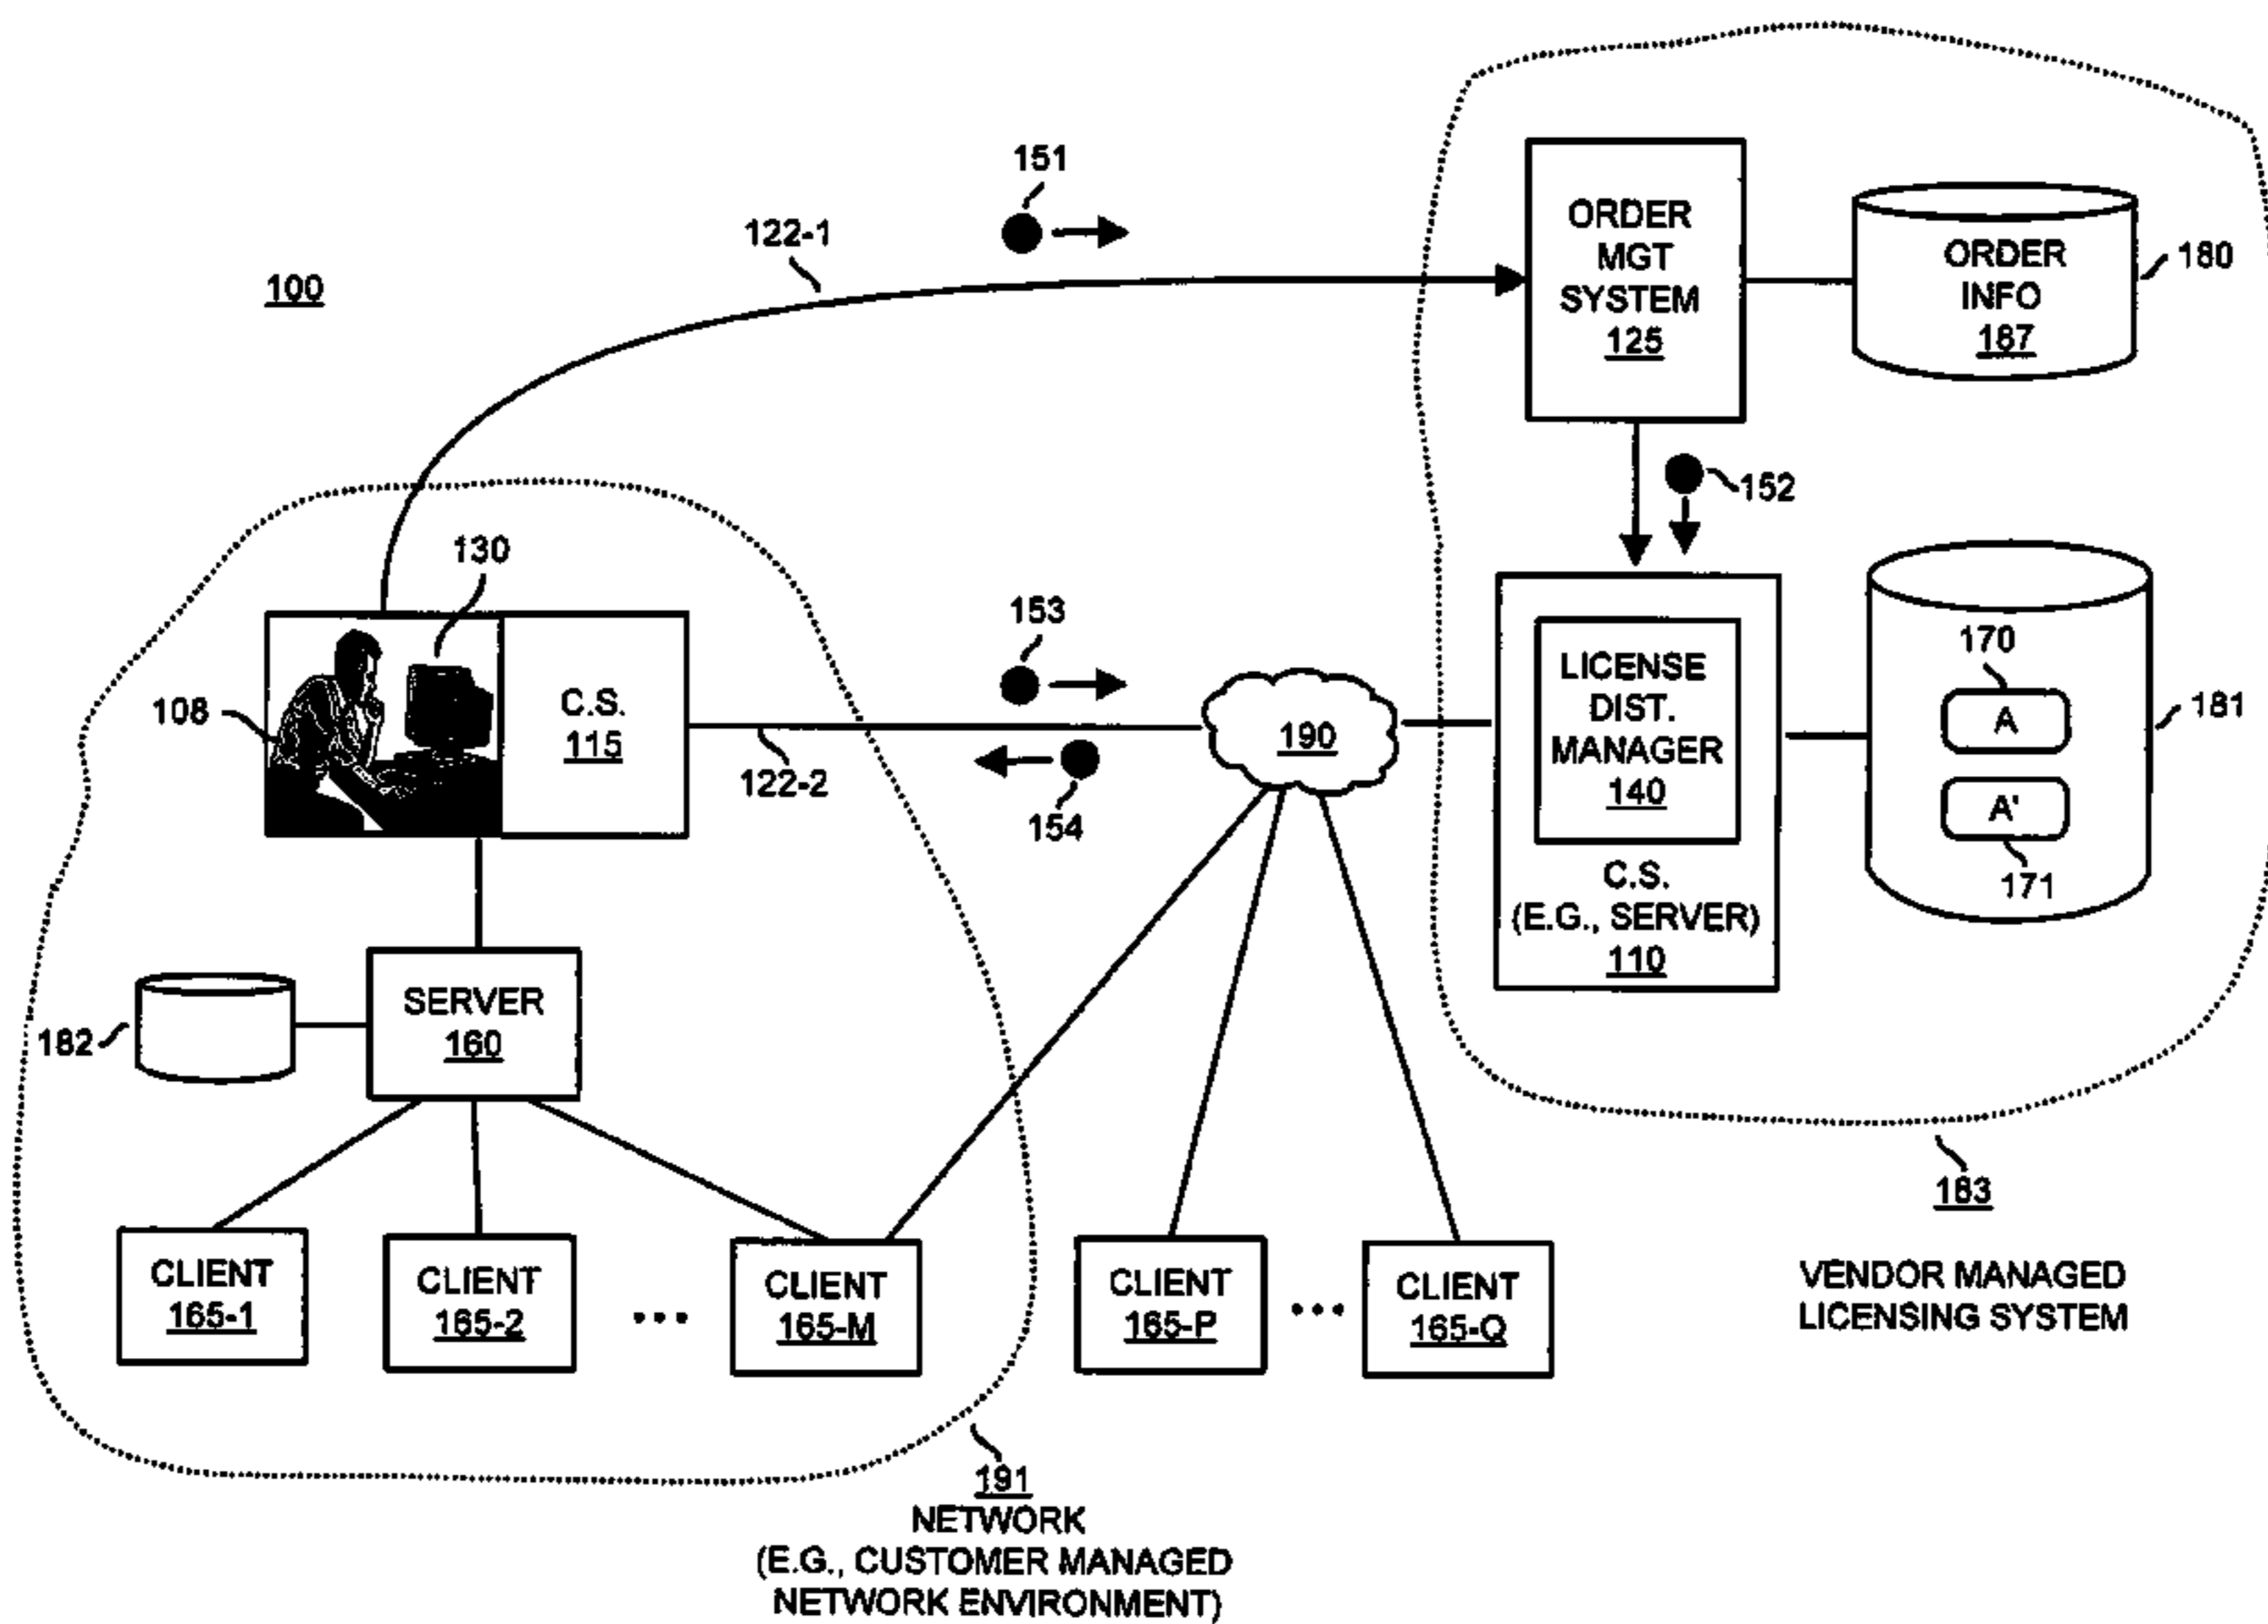 151
122-1
100
ORDER
MGT
SYSTEM
125
ORDER
INFO
187
180
152
130
108
C.S.
115
153
122-2
154
190
LICENSE
DIST.
MANAGER
140
C.S.
(E.G., SERVER)
110
170
A
A'
171
181
182
SERVER
160
CLIENT
165-1
CLIENT
165-2
•••
CLIENT
165-M
CLIENT
165-P
•••
CLIENT
165-Q
183
VENDOR MANAGED
LICENSING SYSTEM
191
NETWORK
(E.G., CUSTOMER MANAGED
NETWORK ENVIRONMENT)